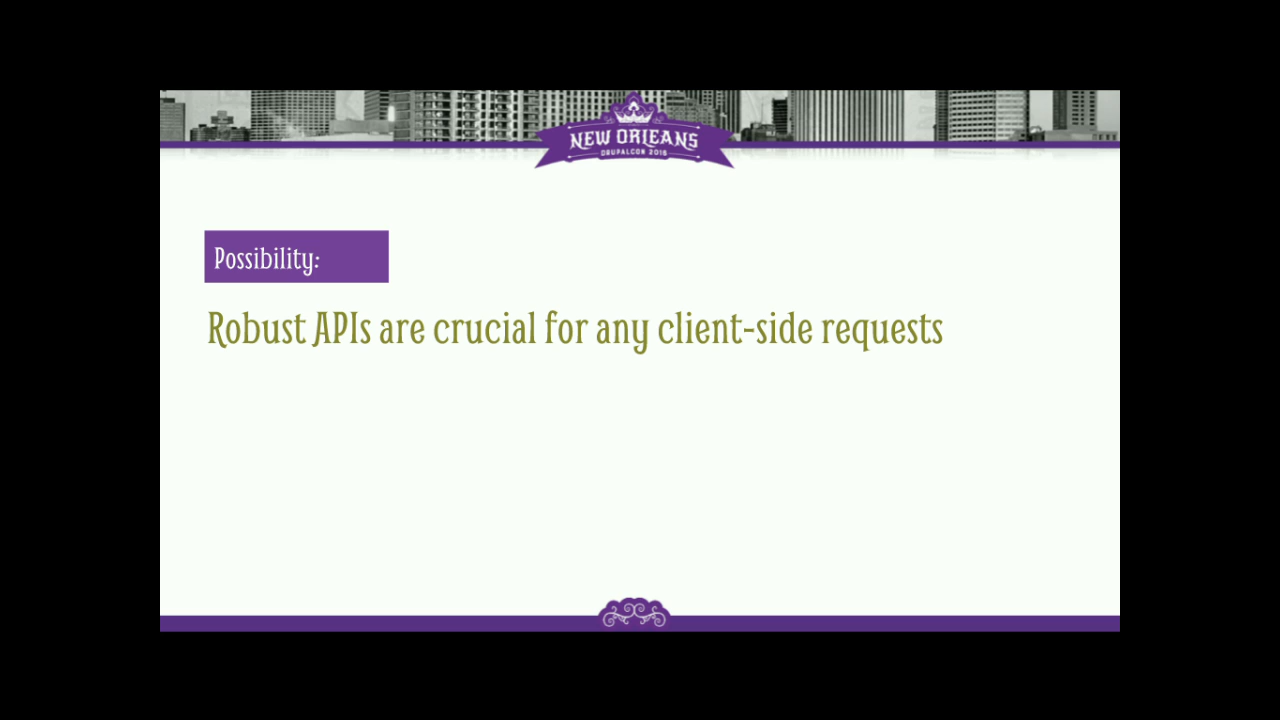 NEW ORLEANS
DRUPALCON 2016
Possibility:
Robust APIs are crucial for any client-side requests